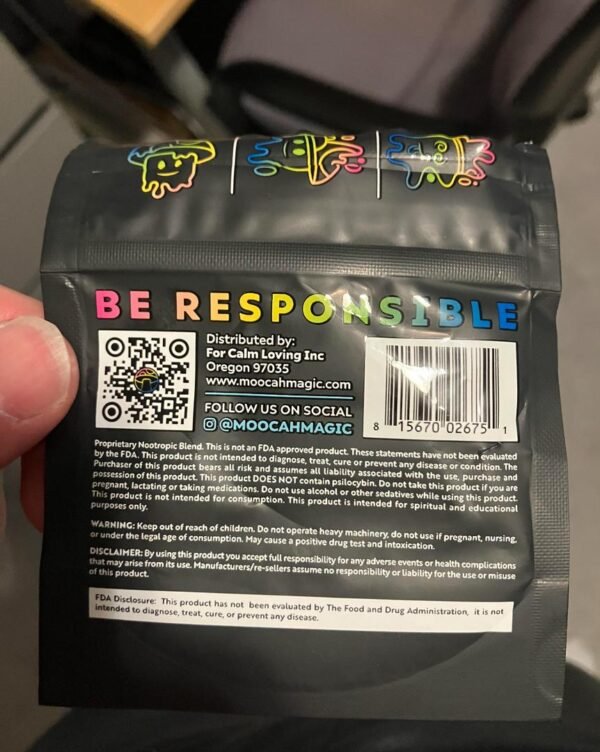 BE RESPONSIBLE
Distributed by:
For Calm Loving Inc
Oregon 97035
www.moocahmagic.com
FOLLOW US ON SOCIAL
@MOOCAHMAGIC
8 15670 02675 1
Proprietary Nootropic Blend. This is not an FDA approved product. These statements have not been evaluated
by the FDA. This product is not intended to diagnose, treat, cure or prevent any disease or condition. The
Purchaser of this product bears all risk and assumes all liability associated with the use, purchase and
possession of this product. This product DOES NOT contain psilocybin. Do not take this product if you are
pregnant, lactating or taking medications. Do not use alcohol or other sedatives while using this product.
This product is not intended for consumption. This product is intended for spiritual and educational
purposes only.
WARNING: Keep out of reach of children. Do not operate heavy machinery, do not use if pregnant, nursing,
or under the legal age of consumption. May cause a positive drug test and intoxication.
DISCLAIMER: By using this product you accept full responsibility for any adverse events or health complications
that may arise from its use. Manufacturers/re-sellers assume no responsibility or liability for the use or misuse
of this product.
FDA Disclosure: This product has not been evaluated by The Food and Drug Administration, it is not
intended to diagnose, treat, cure, or prevent any disease.